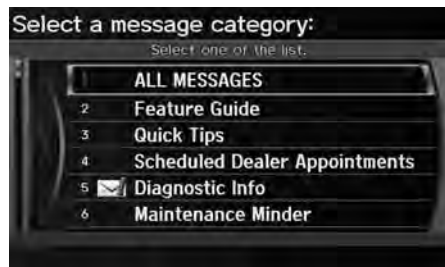 Select a message category:
Select one of the list.
1 ALL MESSAGES
2 Feature Guide
3 Quick Tips
4 Scheduled Dealer Appointments
5 Diagnostic Info
6 Maintenance Minder